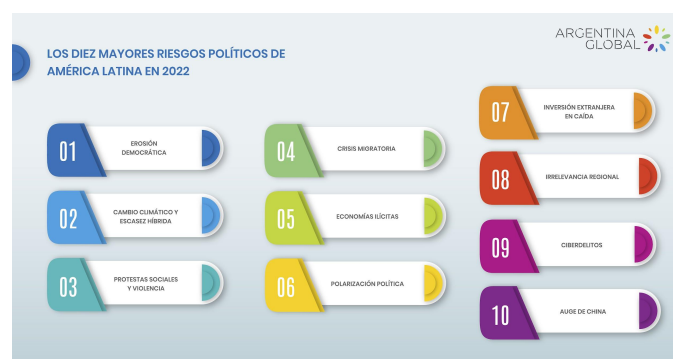 LOS DIEZ MAYORES RIESGOS POLÍTICOS DE
AMÉRICA LATINA EN 2022
ARGENTINA
GLOBAL
01
EROSIÓN
DEMOCRÁTICA
02
CAMBIO CLIMÁTICO Y
ESCASEZ HÍBRIDA
03
PROTESTAS SOCIALES
Y VIOLENCIA
04
CRISIS MIGRATORIA
05
ECONOMÍAS ILÍCITAS
06
POLARIZACIÓN POLÍTICA
07
INVERSIÓN EXTRANJERA
EN CAÍDA
08
IRRELEVANCIA REGIONAL
09
CIBERDELITOS
10
AUGE DE CHINA